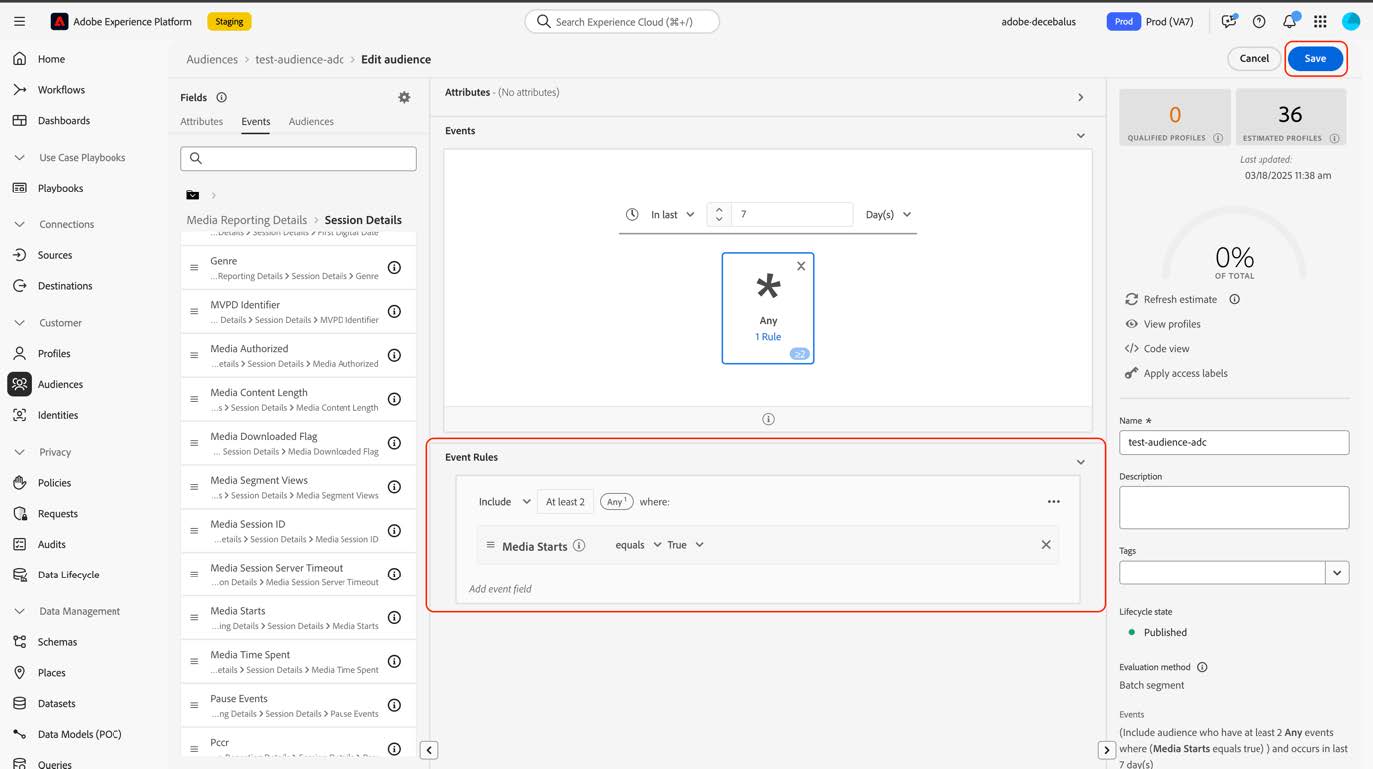 Adobe Experience Platform
Staging
Search Experience Cloud (⌘+/)
adobe-decebalus
Prod
Prod (VA7)
Home
Workflows
Dashboards
Use Case Playbooks
Playbooks
Connections
Sources
Destinations
Customer
Profiles
Audiences
Identities
Privacy
Policies
Requests
Audits
Data Lifecycle
Data Management
Schemas
Places
Datasets
Data Models (POC)
Queries
Audiences > test-audience-adc > Edit audience
Cancel
Save
Fields
Attributes
Events
Audiences
Media Reporting Details > Session Details
...Details > Session Details > First Digital Date
Genre
...Reporting Details > Session Details > Genre
MVPD Identifier
... Details > Session Details > MVPD Identifier
Media Authorized
...etails > Session Details > Media Authorized
Media Content Length
...s > Session Details > Media Content Length
Media Downloaded Flag
... Session Details > Media Downloaded Flag
Media Segment Views
...s > Session Details > Media Segment Views
Media Session ID
...etails > Session Details > Media Session ID
Media Session Server Timeout
...on Details > Media Session Server Timeout
Media Starts
...ing Details > Session Details > Media Starts
Media Time Spent
...etails > Session Details > Media Time Spent
Pause Events
...ng Details > Session Details > Pause Events
Pccr
Attributes - (No attributes)
Events
In last
7
Day(s)
Any
1 Rule
≥2
Event Rules
Include
At least 2
Any 1
where:
Media Starts
equals
True
Add event field
0
QUALIFIED PROFILES
36
ESTIMATED PROFILES
Last updated:
03/18/2025 11:38 am
0%
OF TOTAL
Refresh estimate
View profiles
Code view
Apply access labels
Name *
test-audience-adc
Description
Tags
Lifecycle state
Published
Evaluation method
Batch segment
Events
(Include audience who have at least 2 Any events
where (Media Starts equals true) ) and occurs in last
7 day(s)